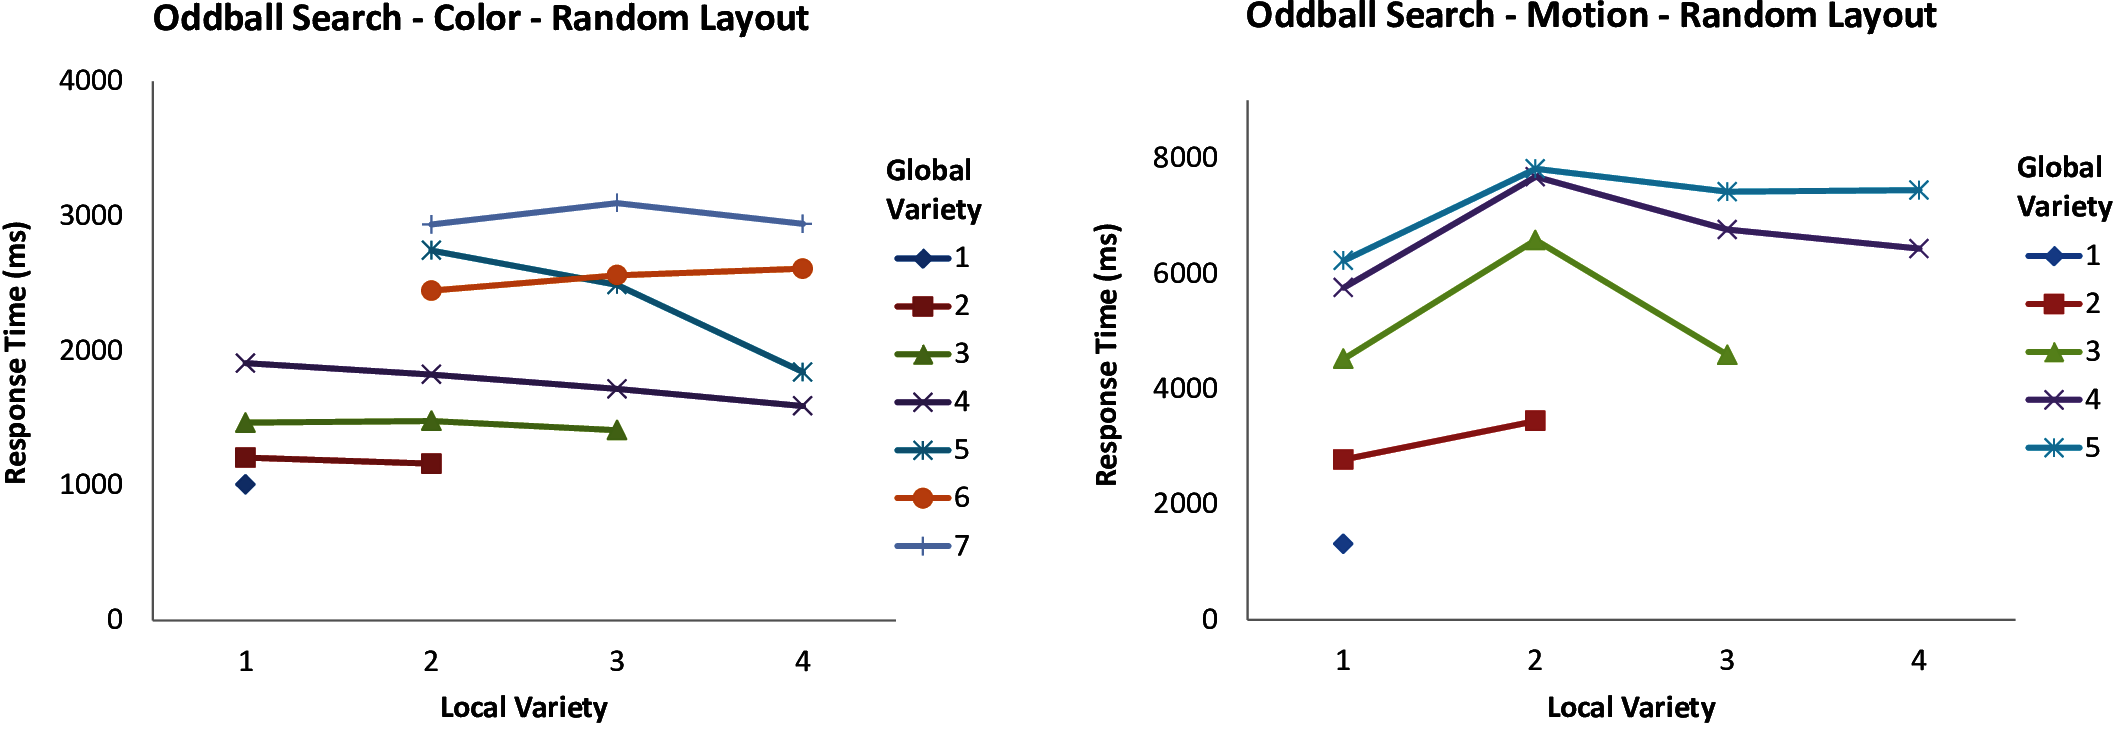 Oddball Search - Color - Random Layout
4000
3000
2000
1000
0
Response Time (ms)
1 2 3 4
Local Variety
Global
Variety
1
2
3
4
5
6
7
Oddball Search - Motion - Random Layout
8000
6000
4000
2000
0
Response Time (ms)
1 2 3 4
Local Variety
Global
Variety
1
2
3
4
5